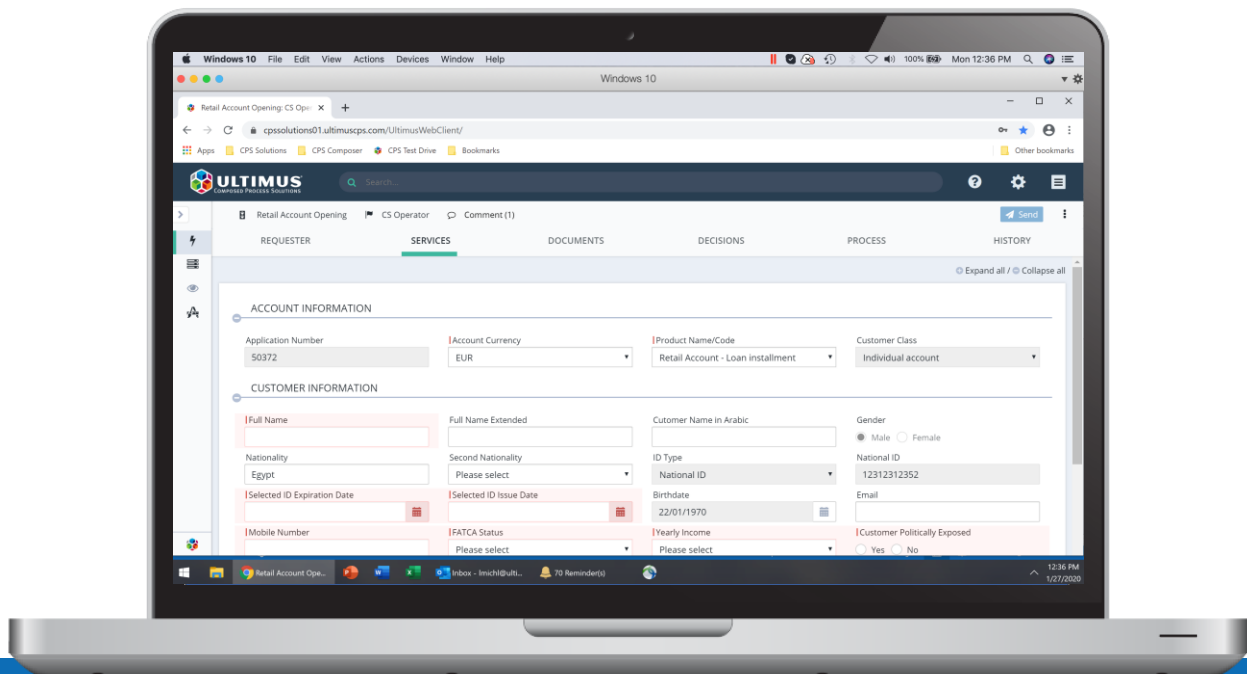 Windows 10 File Edit View Actions Devices Window Help 100% Mon 12:36 PM
Windows 10
Retail Account Opening: CS Ope
cpssolutions01.ultimuscps.com/UltimusWebClient/
Apps CPS Solutions CPS Composer CPS Test Drive Bookmarks Other bookmarks
ULTIMUS Search...
COMPOSED PROCESS SOLUTIONS
Retail Account Opening CS Operator Comment (1) Send
REQUESTER SERVICES DOCUMENTS DECISIONS PROCESS HISTORY
Expand all / Collapse all
ACCOUNT INFORMATION
Application Number Account Currency Product Name/Code Customer Class
50372 EUR Retail Account - Loan installment Individual account
CUSTOMER INFORMATION
Full Name Full Name Extended Cutomer Name in Arabic Gender
Male Female
Nationality Second Nationality ID Type National ID
Egypt Please select National ID 12312312352
Selected ID Expiration Date Selected ID Issue Date Birthdate Email
22/01/1970
Mobile Number FATCA Status Yearly Income Customer Politically Exposed
Please select Please select Yes No
Retail Account Ope... Inbox - lmichl@ulti... 70 Reminder(s) 12:36 PM
1/27/2020